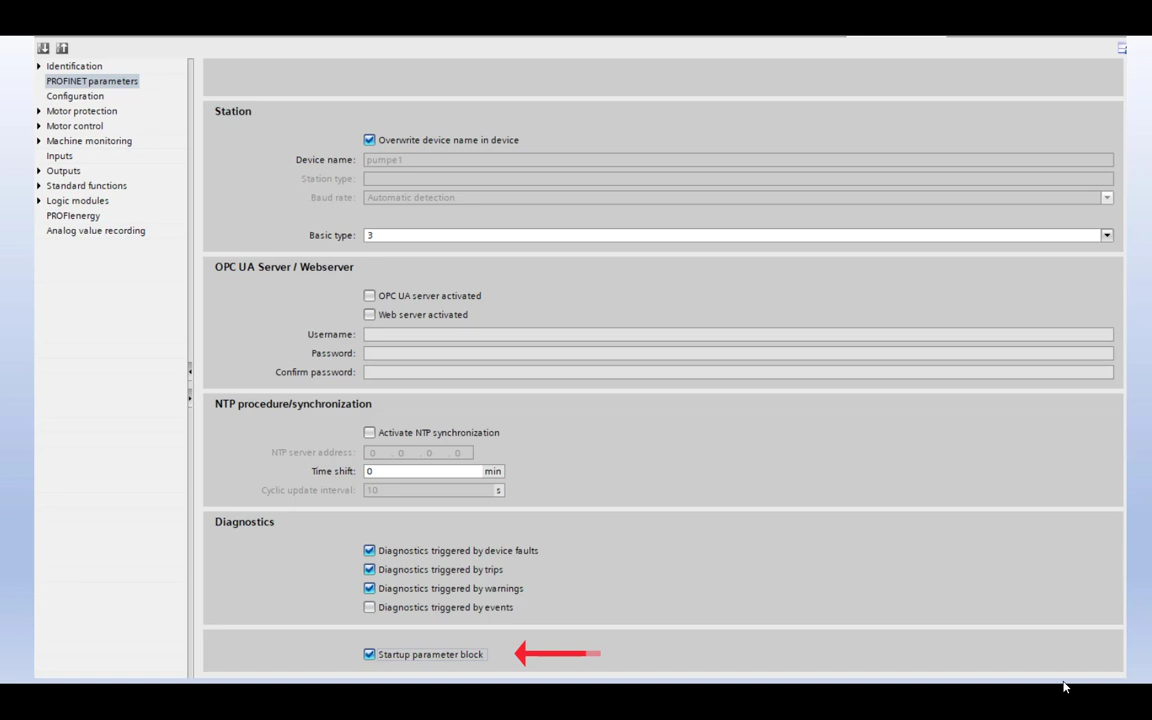 Identification
PROFINET parameters
Configuration
Motor protection
Motor control
Machine monitoring
Inputs
Outputs
Standard functions
Logic modules
PROFIenergy
Analog value recording
Station
Overwrite device name in device
Device name: pumpe1
Station type:
Baud rate: Automatic detection
Basic type: 3
OPC UA Server / Webserver
OPC UA server activated
Web server activated
Username:
Password:
Confirm password:
NTP procedure/synchronization
Activate NTP synchronization
NTP server address: 0 . 0 . 0 . 0
Time shift: 0 min
Cyclic update interval: 10 s
Diagnostics
Diagnostics triggered by device faults
Diagnostics triggered by trips
Diagnostics triggered by warnings
Diagnostics triggered by events
Startup parameter block